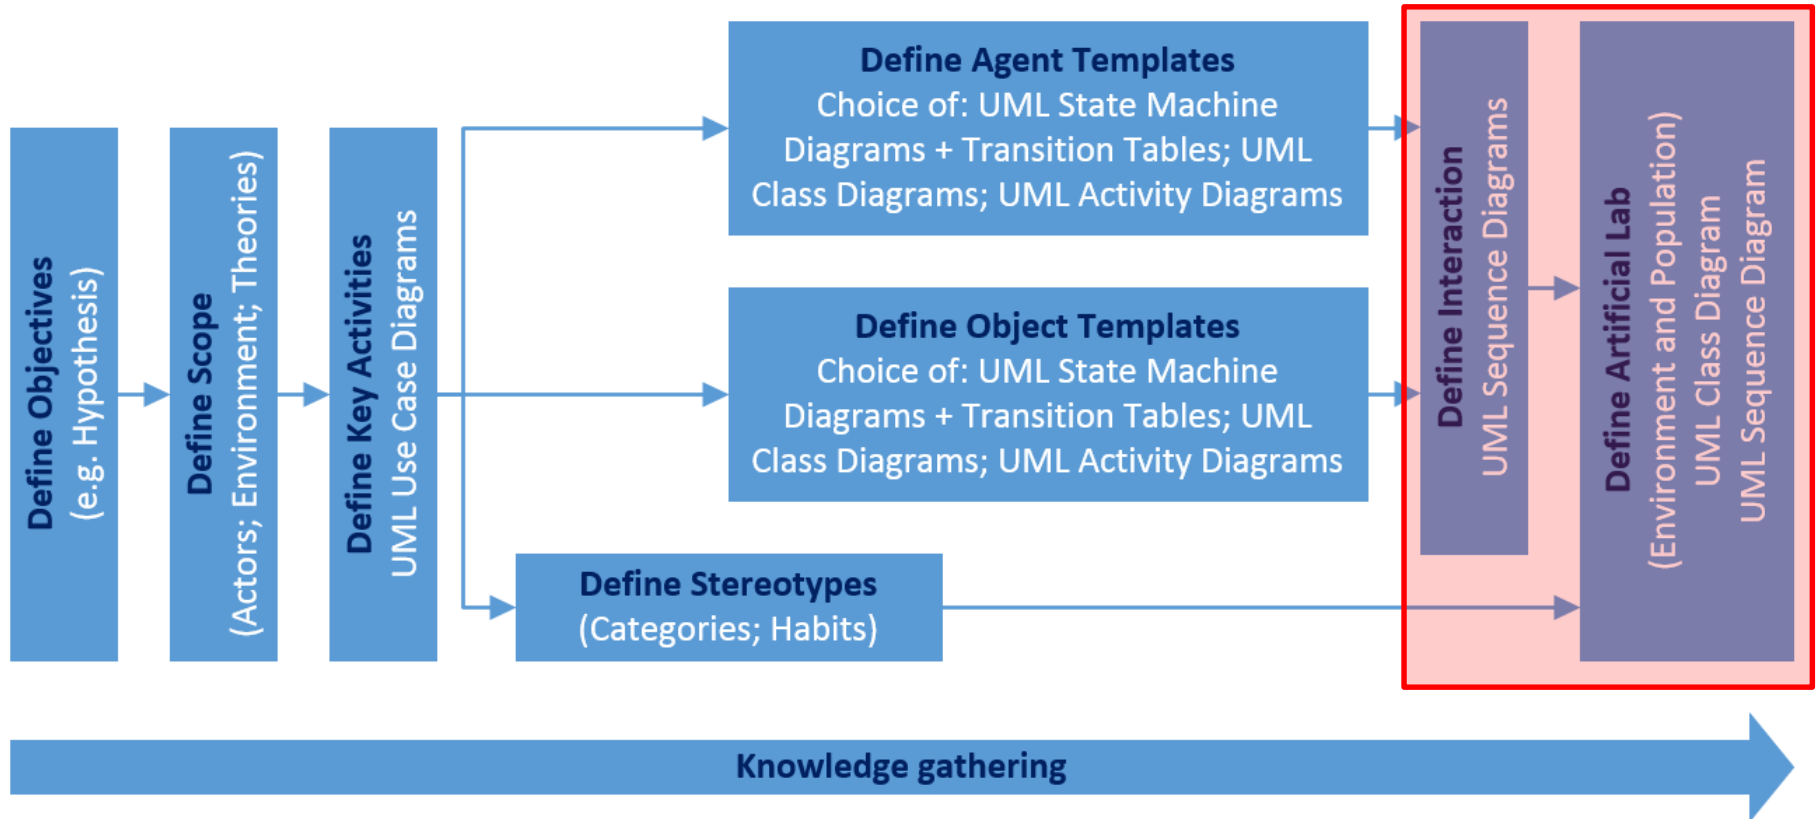 Define Objectives
(e.g. Hypothesis)
Define Scope
(Actors; Environment; Theories)
Define Key Activities
UML Use Case Diagrams
Define Agent Templates
Choice of: UML State Machine
Diagrams + Transition Tables; UML
Class Diagrams; UML Activity Diagrams
Define Object Templates
Choice of: UML State Machine
Diagrams + Transition Tables; UML
Class Diagrams; UML Activity Diagrams
Define Stereotypes
(Categories; Habits)
Define Interaction
UML Sequence Diagrams
Define Artificial Lab
(Environment and Population)
UML Class Diagram
UML Sequence Diagram
Knowledge gathering